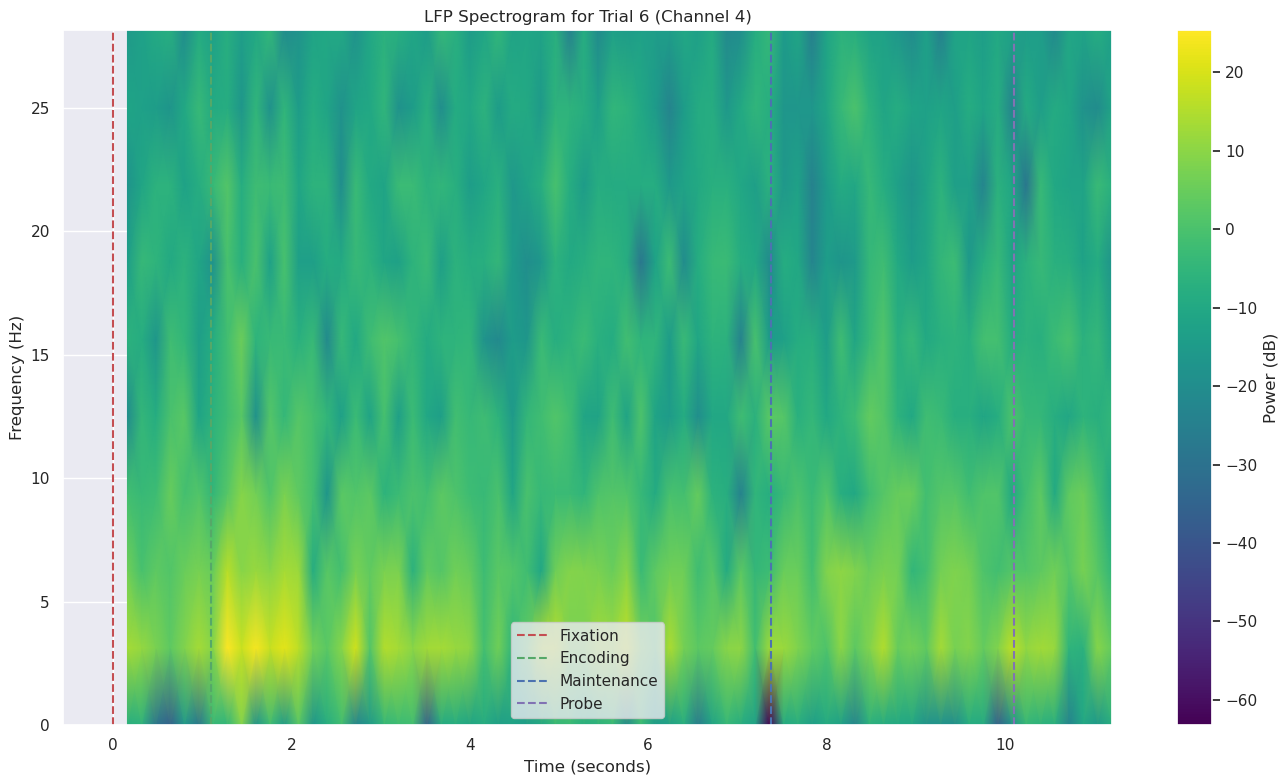 LFP Spectrogram for Trial 6 (Channel 4)
25
20
15
10
5
0
Frequency (Hz)
0 2 4 6 8 10
Time (seconds)
Fixation
Encoding
Maintenance
Probe
20
10
0
−10
−20
−30
−40
−50
−60
Power (dB)